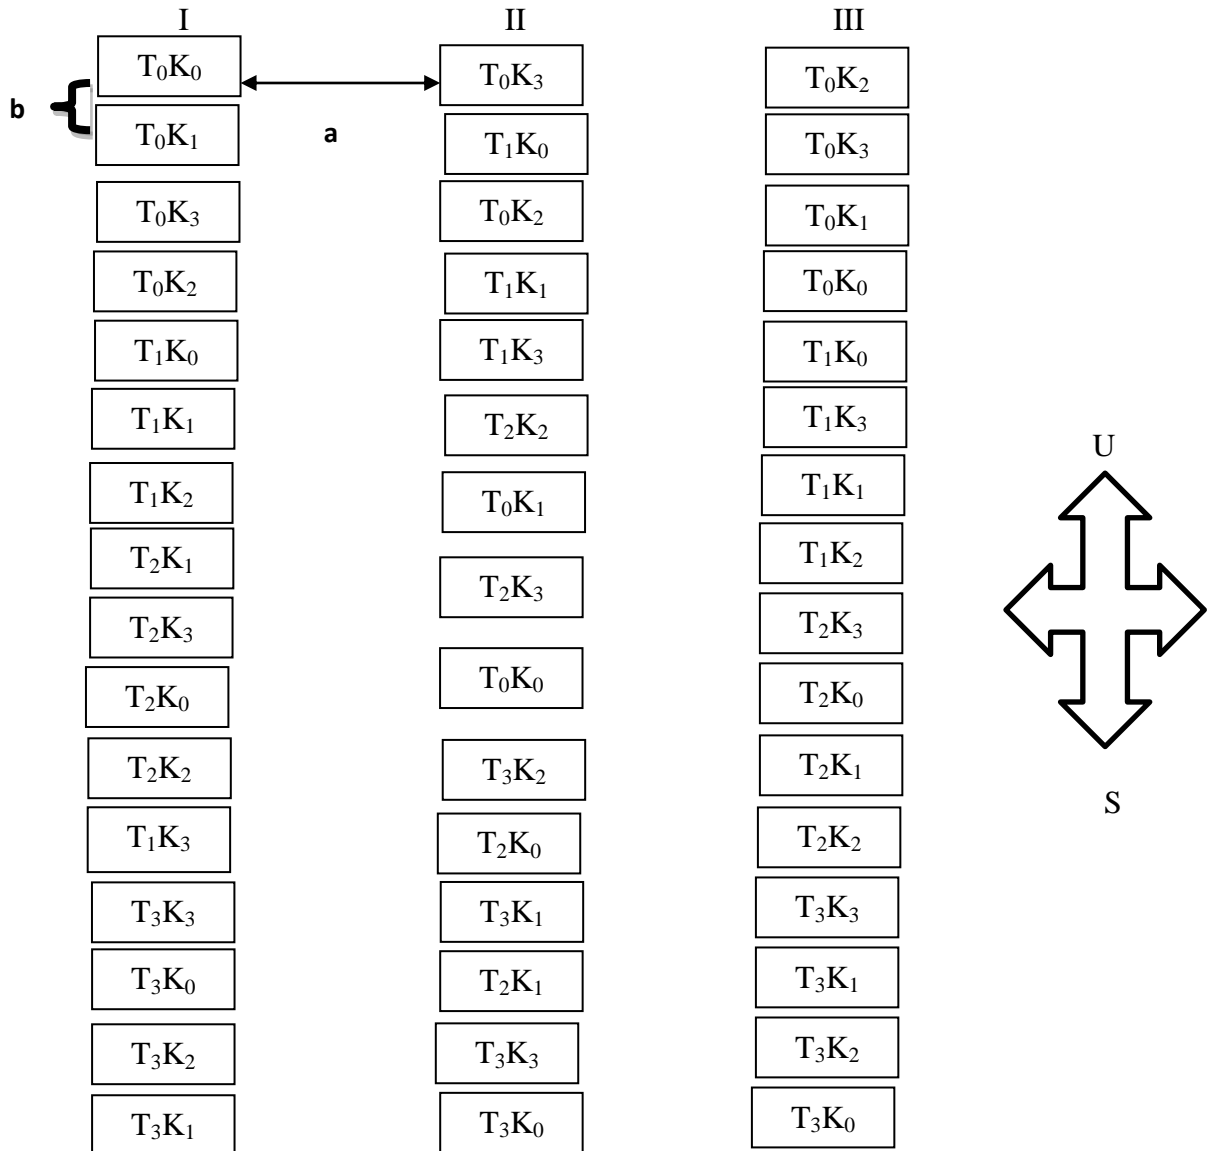 I II III
T₀K₀ T₀K₃ T₀K₂
b
T₀K₁ a T₁K₀ T₀K₃
T₀K₃ T₀K₂ T₀K₁
T₀K₂ T₁K₁ T₀K₀
T₁K₀ T₁K₃ T₁K₀
T₁K₁ T₂K₂ T₁K₃
U
T₁K₂ T₀K₁ T₁K₁
T₂K₁ T₂K₃ T₁K₂
T₂K₃ T₀K₀ T₂K₃
T₂K₀ T₃K₂ T₂K₀
T₂K₂ T₂K₀ T₂K₁
S
T₁K₃ T₃K₁ T₂K₂
T₃K₃ T₂K₁ T₃K₃
T₃K₀ T₃K₃ T₃K₁
T₃K₂ T₃K₀ T₃K₂
T₃K₁ T₃K₀